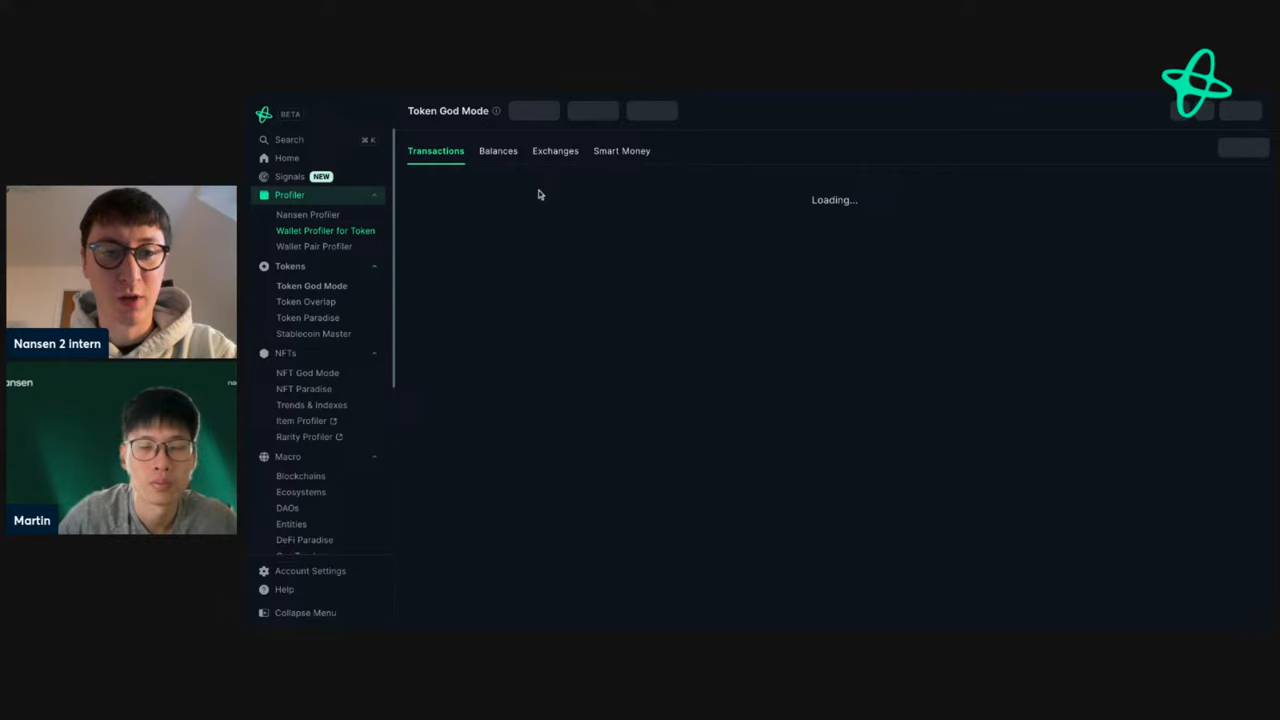 BETA
Search
⌘ K
Home
Signals NEW
Profiler
Nansen Profiler
Wallet Profiler for Token
Wallet Pair Profiler
Tokens
Token God Mode
Token Overlap
Token Paradise
Stablecoin Master
NFTs
NFT God Mode
NFT Paradise
Trends & Indexes
Item Profiler
Rarity Profiler
Macro
Blockchains
Ecosystems
DAOs
Entities
DeFi Paradise
Account Settings
Help
Collapse Menu
Token God Mode
Transactions Balances Exchanges Smart Money
Loading...
Nansen 2 Intern
ansen
na
Martin